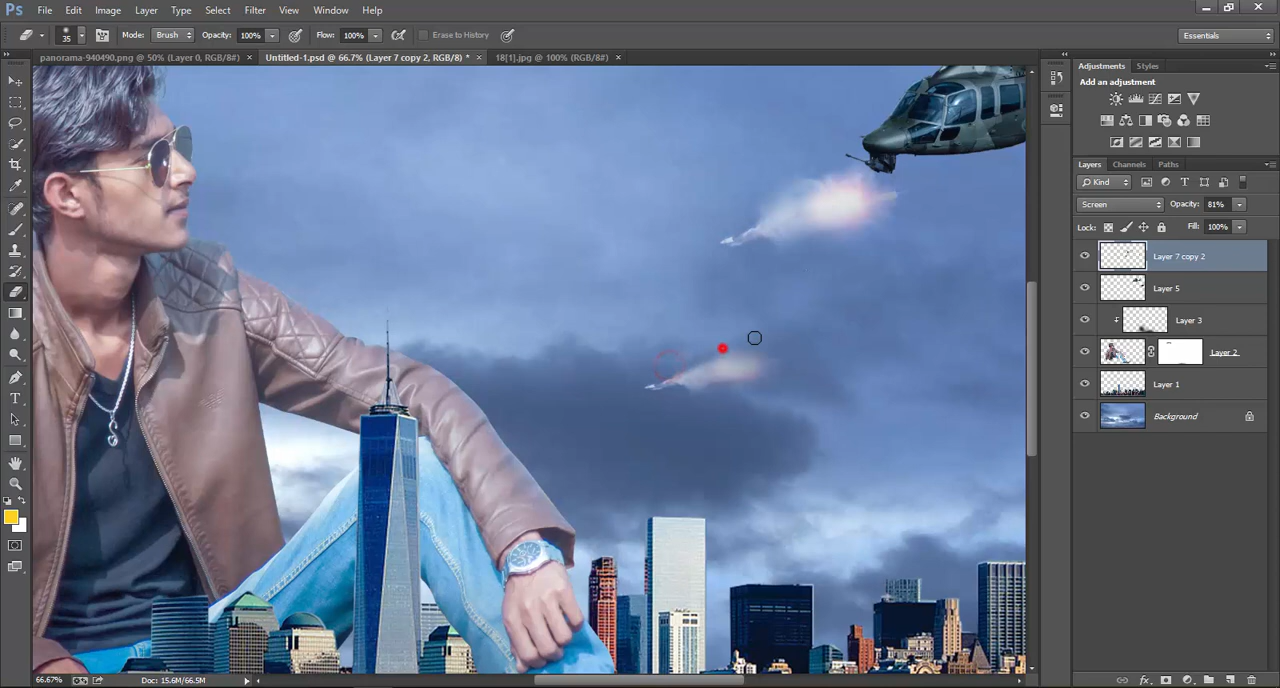 Ps File Edit Image Layer Type Select Filter View Window Help
35 Mode: Brush Opacity: 100% Flow: 100% Erase to History Essentials
panorama-940490.png @ 50% (Layer 0, RGB/8#) × Untitled-1.psd @ 66.7% (Layer 7 copy 2, RGB/8) * × 18[1].jpg @ 100% (RGB/8#) ×
Adjustments Styles
Add an adjustment
Layers Channels Paths
Kind
Screen Opacity: 81%
Lock: Fill: 100%
Layer 7 copy 2
Layer 5
Layer 3
Layer 2
Layer 1
Background
66.67% Doc: 15.6M/66.5M